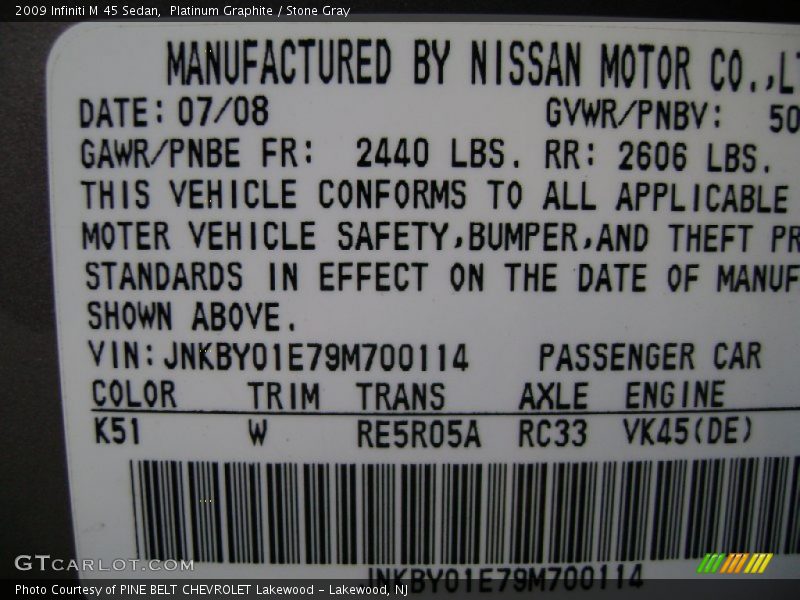 2009 Infiniti M 45 Sedan,  Platinum Graphite / Stone Gray
MANUFACTURED BY NISSAN MOTOR CO.,
DATE: 07/08 GVWR/PNBV: 50
GAWR/PNBE FR: 2440 LBS. RR: 2606 LBS.
THIS VEHICLE CONFORMS TO ALL APPLICABLE
MOTER VEHICLE SAFETY,BUMPER,AND THEFT PR
STANDARDS IN EFFECT ON THE DATE OF MANUF
SHOWN ABOVE.
VIN:JNKBY01E79M700114 PASSENGER CAR
COLOR TRIM TRANS AXLE ENGINE
K51 W RE5R05A RC33 VK45(DE)
JNKBY01E79M700114
GTCARLOT.COM
Photo Courtesy of PINE BELT CHEVROLET Lakewood - Lakewood, NJ